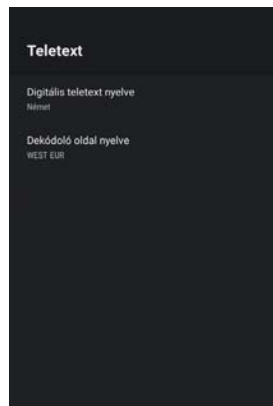 Teletext
Digitális teletext nyelve
Német
Dekódoló oldal nyelve
WEST EUR